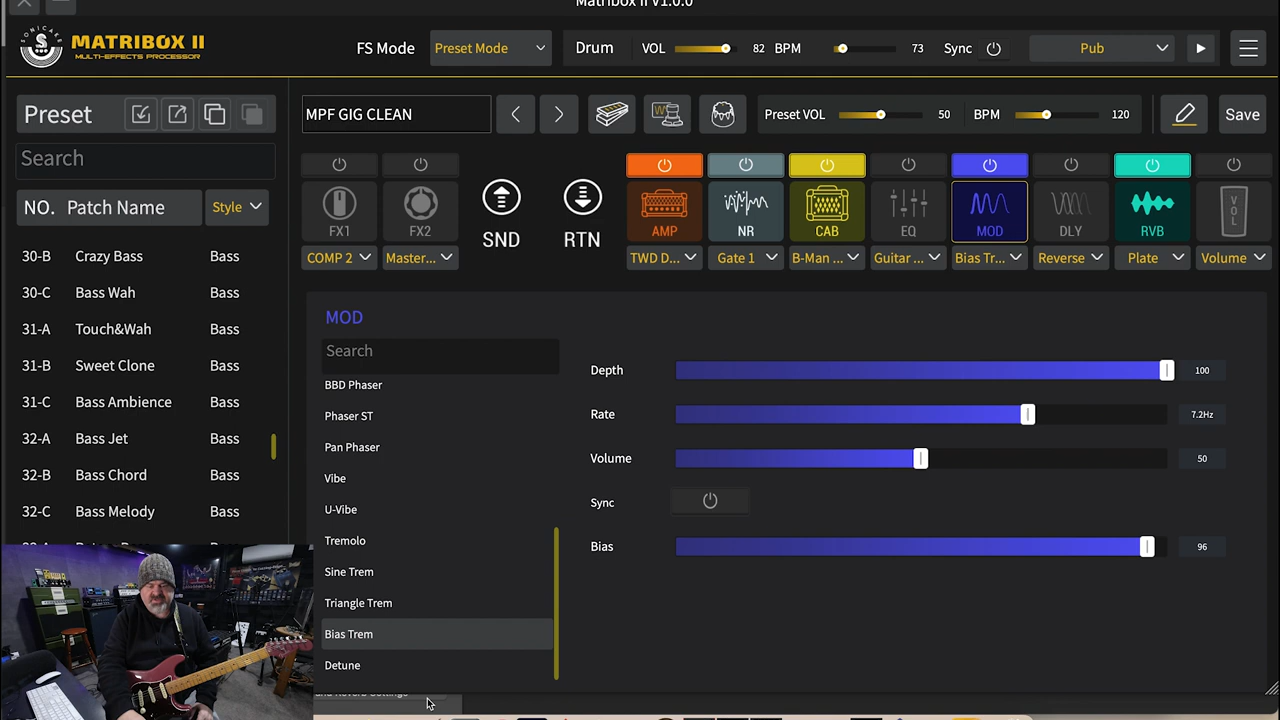 Matribox II V1.0.0
SONICAKE
MATRIBOX II
MULTI-EFFECTS PROCESSOR
FS Mode Preset Mode Drum VOL 82 BPM 73 Sync Pub
Preset
MPF GIG CLEAN
Preset VOL 50 BPM 120 Save
Search
NO. Patch Name Style
30-B Crazy Bass Bass
30-C Bass Wah Bass
31-A Touch&Wah Bass
31-B Sweet Clone Bass
31-C Bass Ambience Bass
32-A Bass Jet Bass
32-B Bass Chord Bass
32-C Bass Melody Bass
FX1 FX2 SND RTN AMP NR CAB EQ MOD DLY RVB VOL
COMP 2 Master... TWD D... Gate 1 B-Man ... Guitar ... Bias Tr... Reverse Plate Volume
MOD
Search
BBD Phaser
Phaser ST
Pan Phaser
Vibe
U-Vibe
Tremolo
Sine Trem
Triangle Trem
Bias Trem
Detune
Depth 100
Rate 7.2Hz
Volume 50
Sync
Bias 96